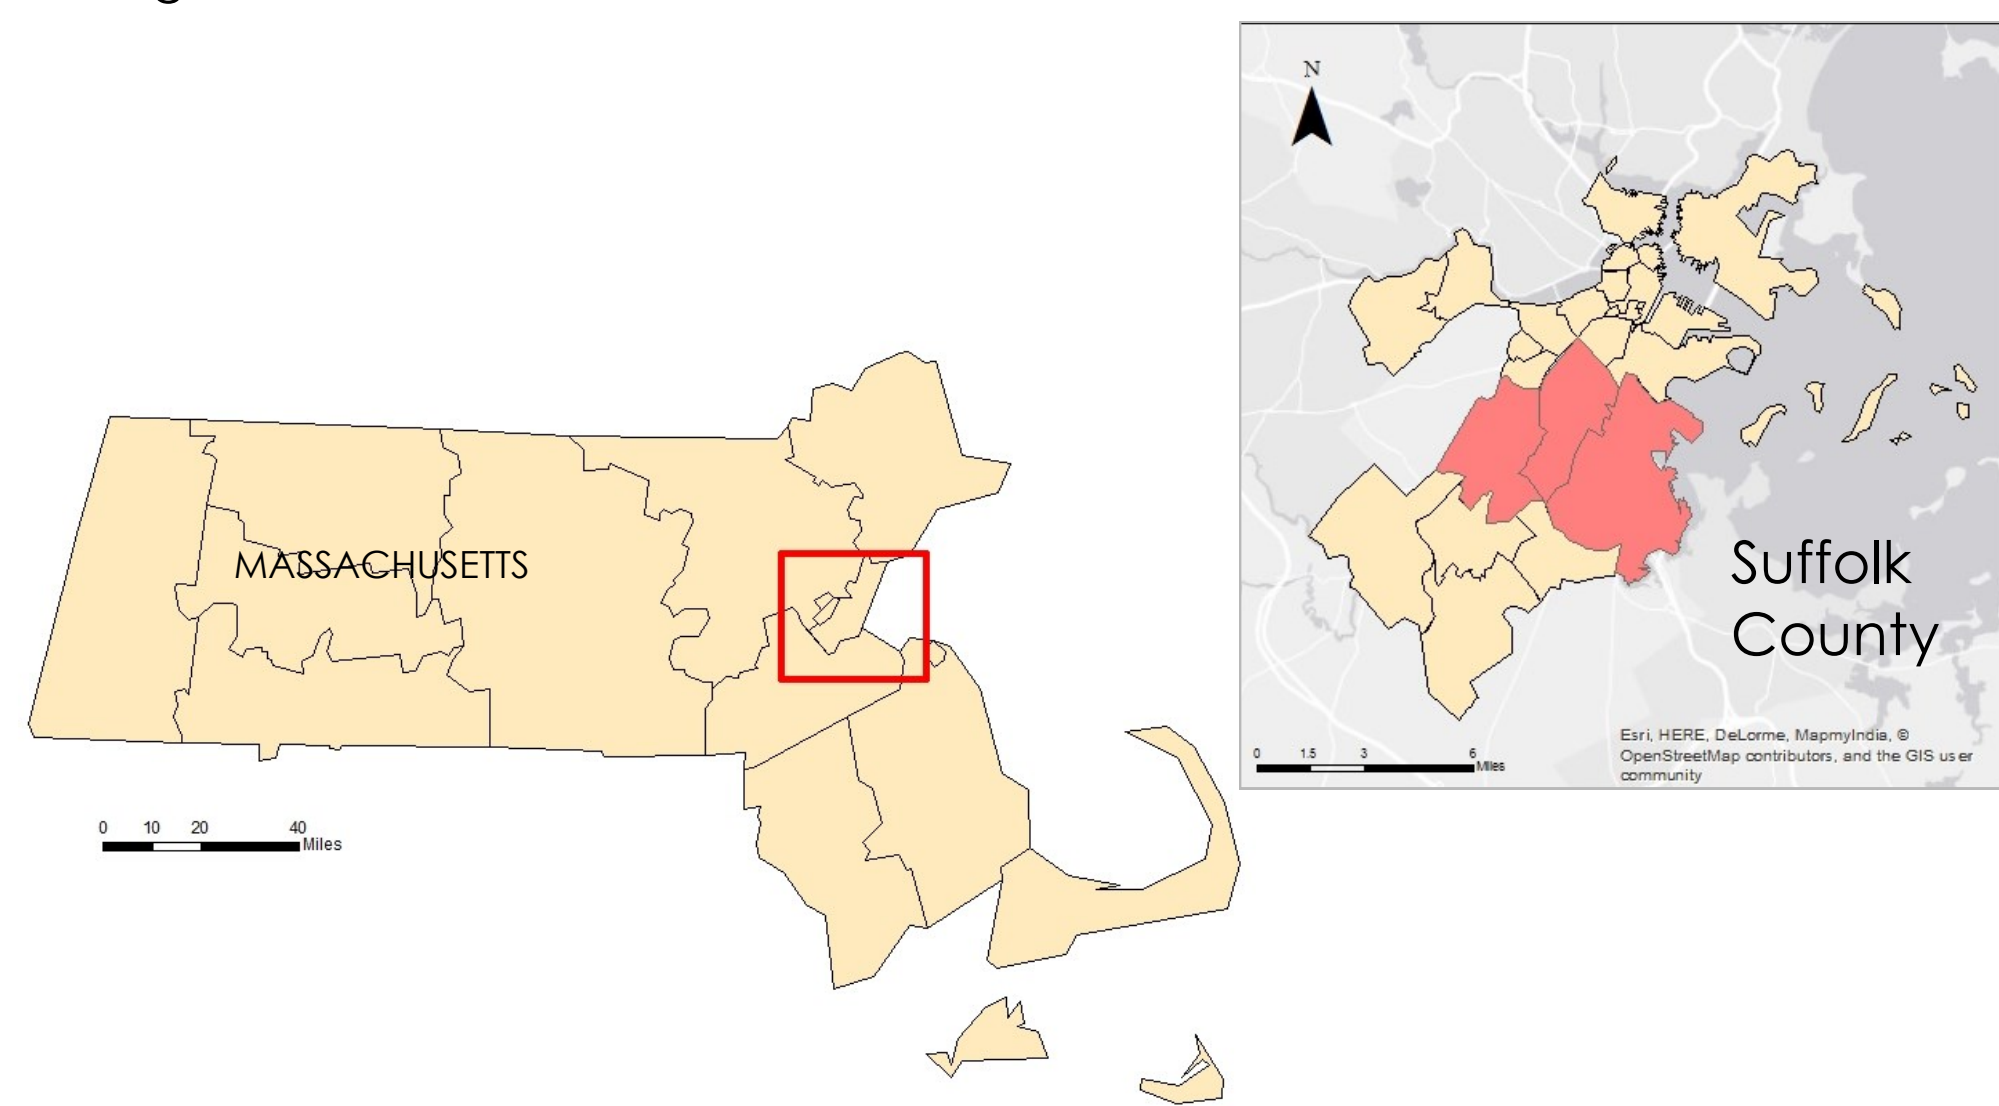 MASSACHUSETTS
0 10 20 40
Miles
N
Suffolk
County
0 1.5 3 6
Miles
Esri, HERE, DeLorme, MapmyIndia, ©
OpenStreetMap contributors, and the GIS user
community